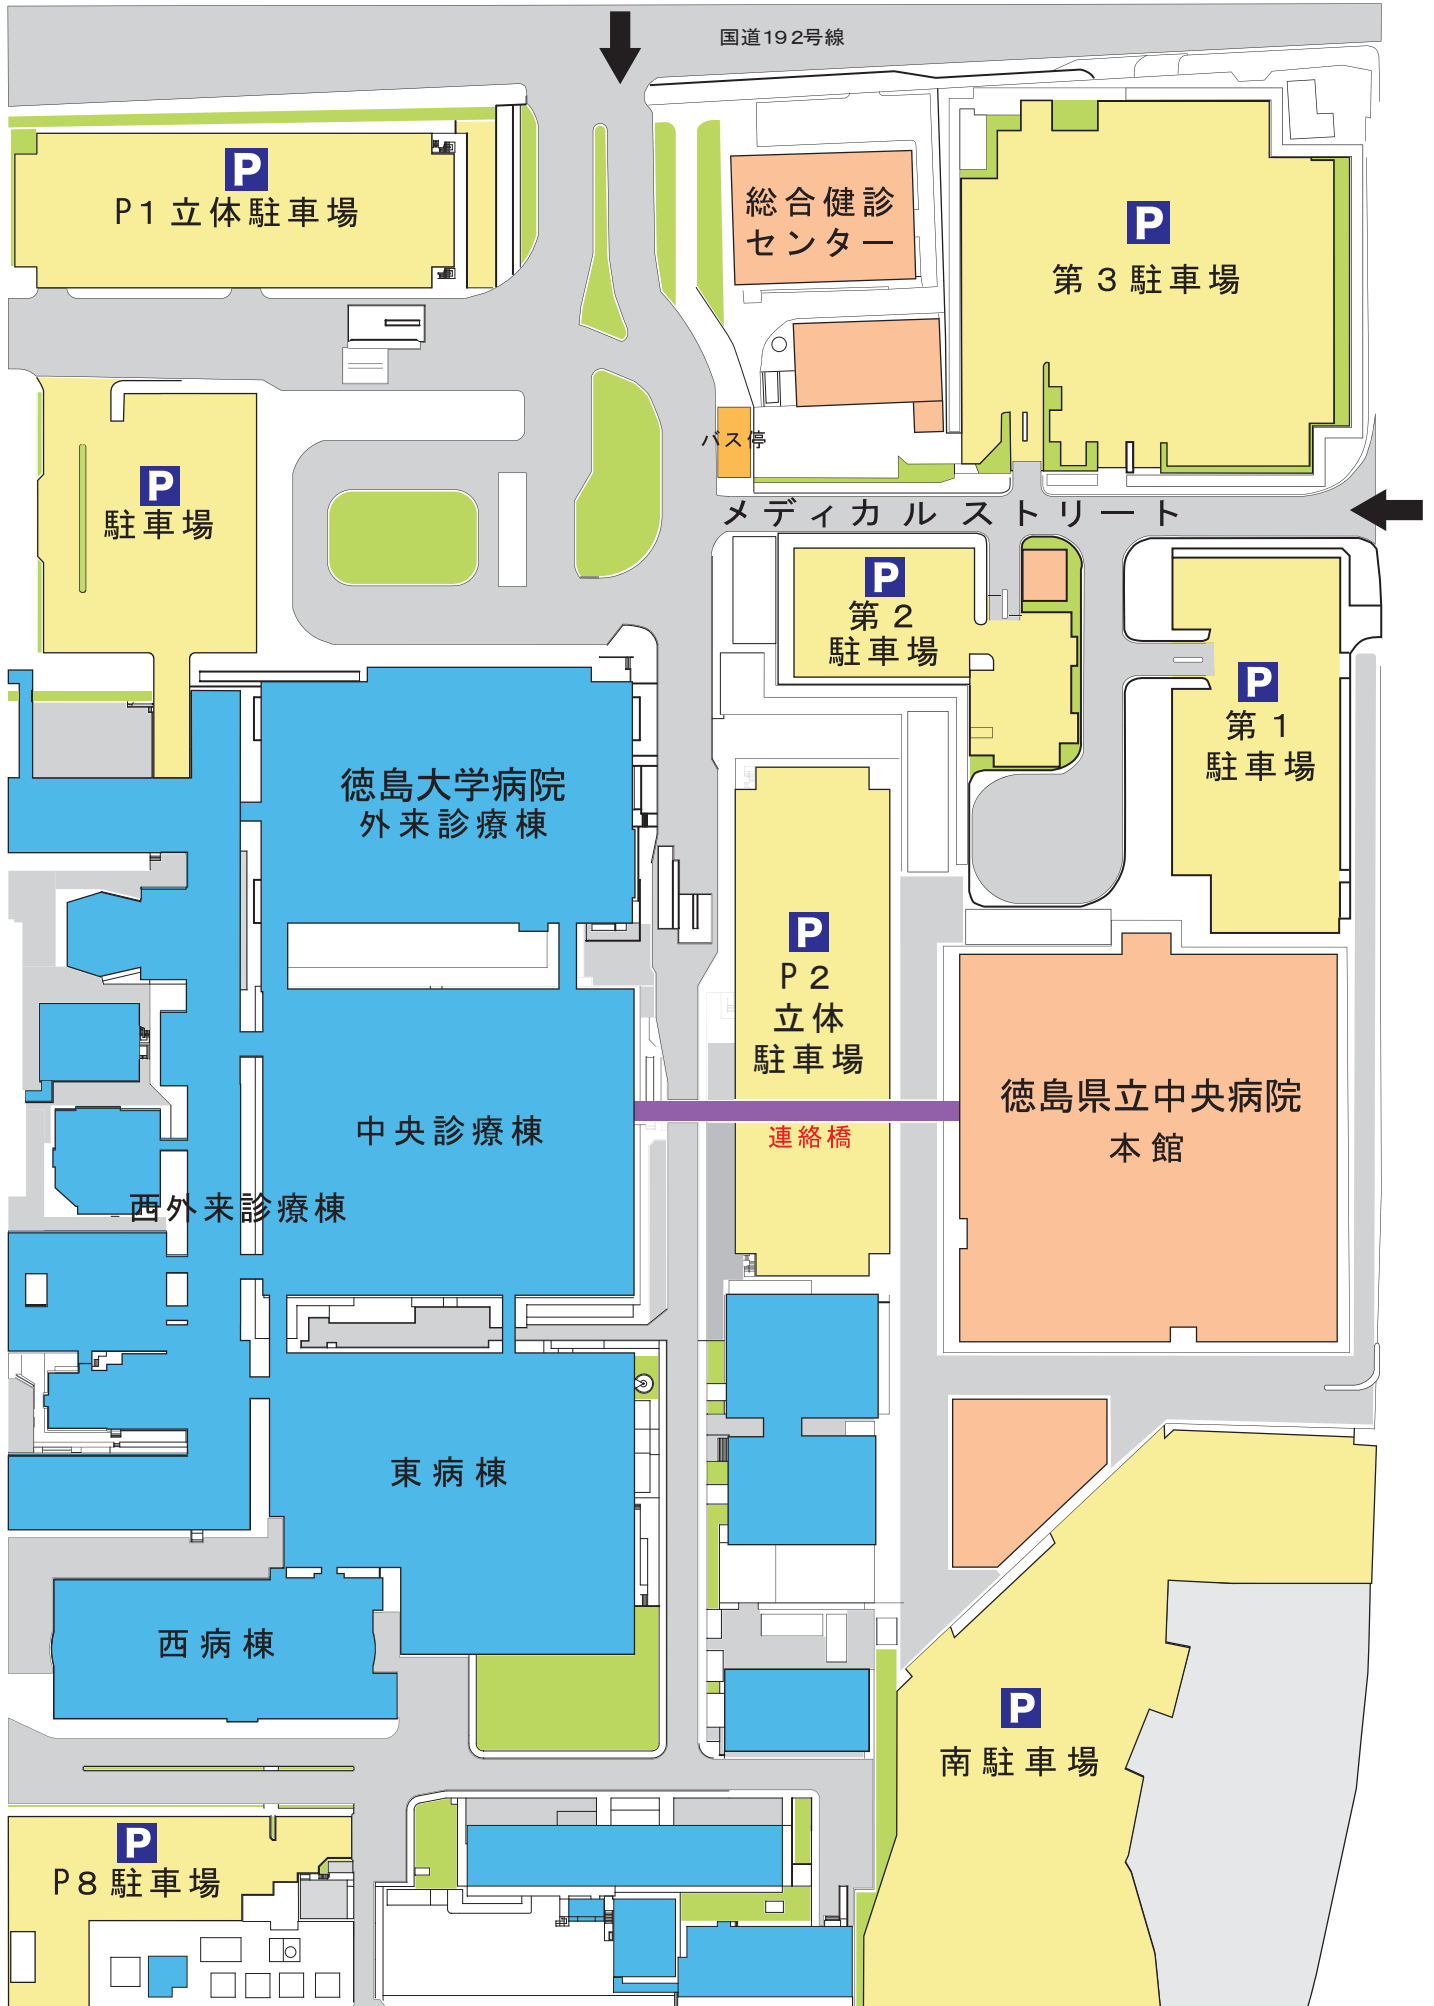 国道192号線
P
P1立体駐車場
総合健診
センター
P
第3駐車場
バス停
P
駐車場
メディカルストリート
P
第2
駐車場
P
第1
駐車場
徳島大学病院
外来診療棟
P
P2
立体
駐車場
中央診療棟
連絡橋
徳島県立中央病院
本館
西外来診療棟
東病棟
西病棟
P
南駐車場
P
P8駐車場